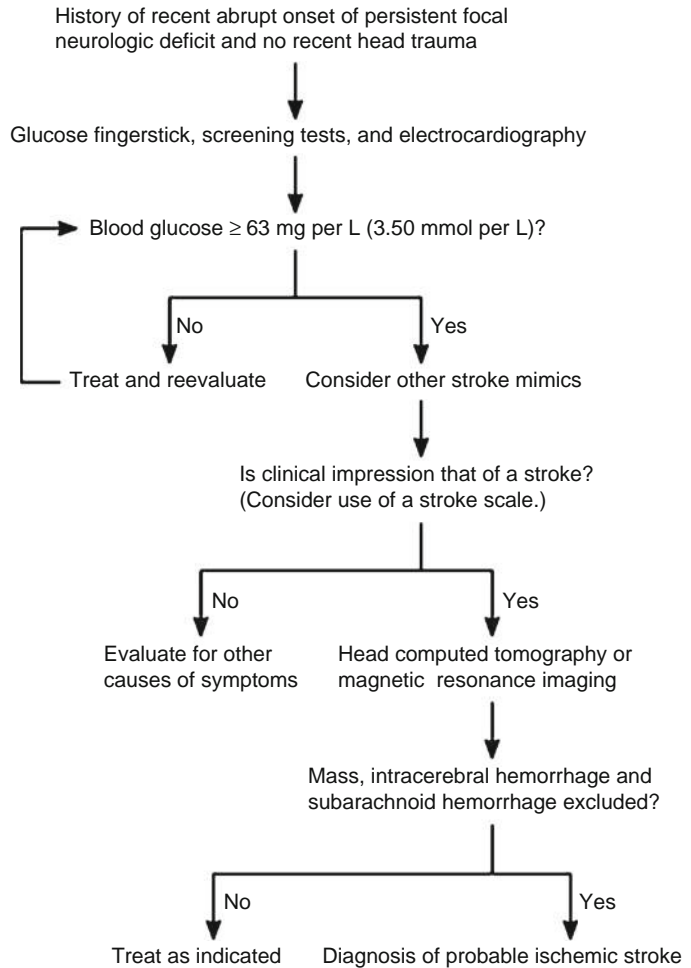 History of recent abrupt onset of persistent focal
neurologic deficit and no recent head trauma
Glucose fingerstick, screening tests, and electrocardiography
Blood glucose ≥ 63 mg per L (3.50 mmol per L)?
No
Yes
Treat and reevaluate
Consider other stroke mimics
Is clinical impression that of a stroke?
(Consider use of a stroke scale.)
No
Yes
Evaluate for other
causes of symptoms
Head computed tomography or
magnetic resonance imaging
Mass, intracerebral hemorrhage and
subarachnoid hemorrhage excluded?
No
Yes
Treat as indicated
Diagnosis of probable ischemic stroke